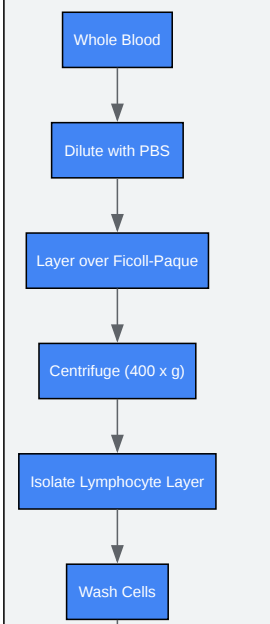 Whole Blood
Dilute with PBS
Layer over Ficoll-Paque
Centrifuge (400 x g)
Isolate Lymphocyte Layer
Wash Cells